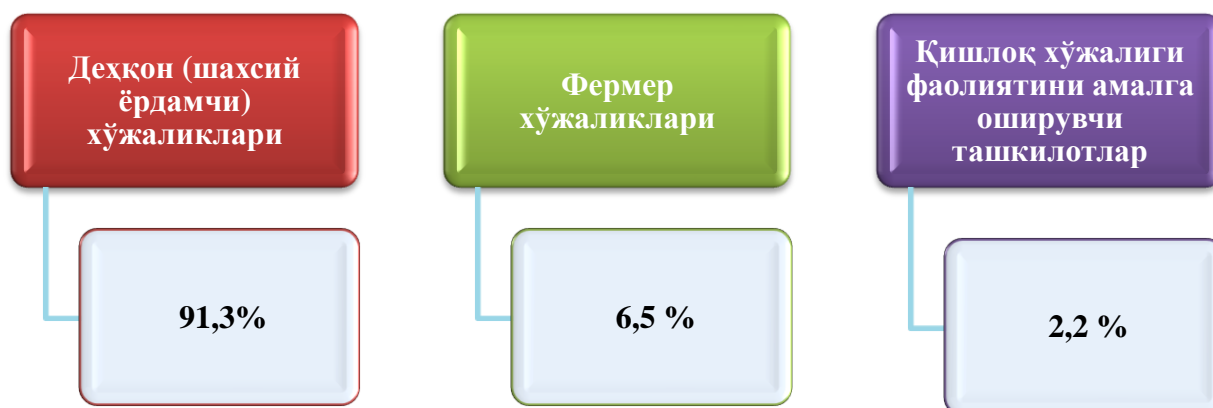 Деҳқон (шахсий
ёрдамчи)
хўжаликлари
91,3%
Фермер
хўжаликлари
6,5 %
Қишлоқ хўжалиги
фаолиятини амалга
оширувчи
ташкилотлар
2,2 %